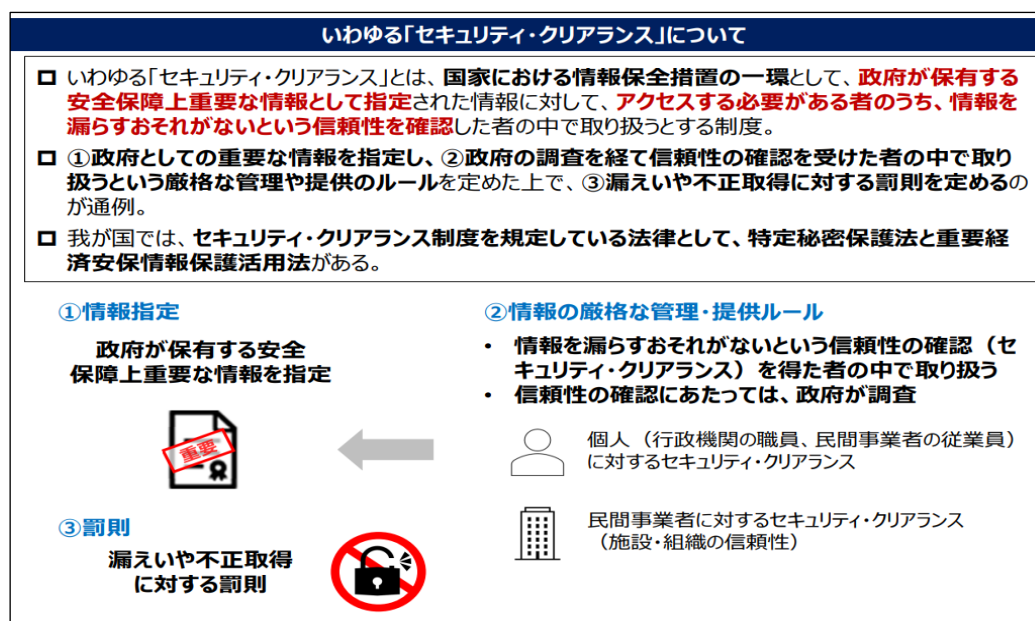 いわゆる「セキュリティ・クリアランス」について
いわゆる「セキュリティ・クリアランス」とは、国家における情報保全措置の一環として、政府が保有する
安全保障上重要な情報として指定された情報に対して、アクセスする必要がある者のうち、情報を
漏らすおそれがないという信頼性を確認した者の中で取り扱うとする制度。
①政府としての重要な情報を指定し、②政府の調査を経て信頼性の確認を受けた者の中で取り
扱うという厳格な管理や提供のルールを定めた上で、③漏えいや不正取得に対する罰則を定めるの
が通例。
我が国では、セキュリティ・クリアランス制度を規定している法律として、特定秘密保護法と重要経
済安保情報保護活用法がある。
①情報指定
政府が保有する安全
保障上重要な情報を指定
重要
②情報の厳格な管理・提供ルール
• 情報を漏らすおそれがないという信頼性の確認（セ
キュリティ・クリアランス）を得た者の中で取り扱う
• 信頼性の確認にあたっては、政府が調査
個人（行政機関の職員、民間事業者の従業員）
に対するセキュリティ・クリアランス
民間事業者に対するセキュリティ・クリアランス
（施設・組織の信頼性）
③罰則
漏えいや不正取得
に対する罰則